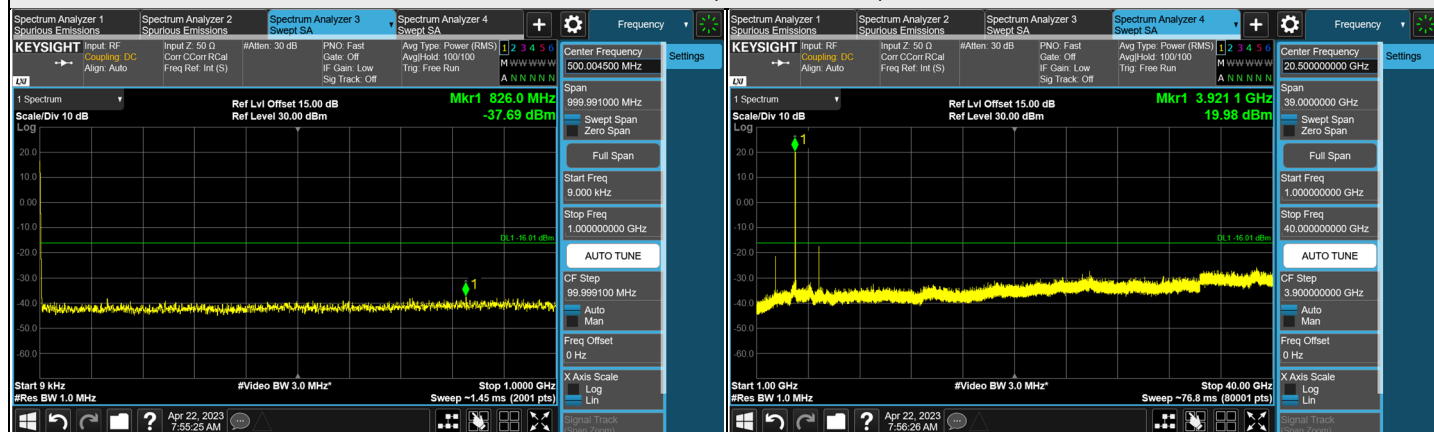 Spectrum Analyzer 1
Spurious Emissions
Spectrum Analyzer 2
Spurious Emissions
Spectrum Analyzer 3
Swept SA
Spectrum Analyzer 4
Swept SA
+
Frequency
KEYSIGHT
LXI
Input: RF
Coupling: DC
Align: Auto
Input Z: 50 Ω
Corr CCorr RCal
Freq Ref: Int (S)
#Atten: 30 dB
PNO: Fast
Gate: Off
IF Gain: Low
Sig Track: Off
Avg Type: Power (RMS)
Avg|Hold: 100/100
Trig: Free Run
1 2 3 4 5 6
M W W W W W
A N N N N N
Center Frequency
500.004500 MHz
Settings
1 Spectrum
Scale/Div 10 dB
Log
Ref Lvl Offset 15.00 dB
Ref Level 30.00 dBm
Mkr1 826.0 MHz
-37.69 dBm
20.0
10.0
0.00
-10.0
-20.0
-30.0
-40.0
-50.0
-60.0
DL1 -16.01 dBm
1
Start 9 kHz
#Res BW 1.0 MHz
#Video BW 3.0 MHz*
Stop 1.0000 GHz
Sweep ~1.45 ms (2001 pts)
Span
999.991000 MHz
Swept Span
Zero Span
Full Span
Start Freq
9.000 kHz
Stop Freq
1.000000000 GHz
AUTO TUNE
CF Step
99.999100 MHz
Auto
Man
Freq Offset
0 Hz
X Axis Scale
Log
Lin
Signal Track
(Span Zoom)
?
Apr 22, 2023
7:55:25 AM
Spectrum Analyzer 1
Spurious Emissions
Spectrum Analyzer 2
Spurious Emissions
Spectrum Analyzer 3
Swept SA
Spectrum Analyzer 4
Swept SA
+
Frequency
KEYSIGHT
LXI
Input: RF
Coupling: DC
Align: Auto
Input Z: 50 Ω
Corr CCorr RCal
Freq Ref: Int (S)
#Atten: 30 dB
PNO: Fast
Gate: Off
IF Gain: Low
Sig Track: Off
Avg Type: Power (RMS)
Avg|Hold: 100/100
Trig: Free Run
1 2 3 4 5 6
M W W W W W
A N N N N N
Center Frequency
20.500000000 GHz
Settings
1 Spectrum
Scale/Div 10 dB
Log
Ref Lvl Offset 15.00 dB
Ref Level 30.00 dBm
Mkr1 3.921 1 GHz
19.98 dBm
20.0
10.0
0.00
-10.0
-20.0
-30.0
-40.0
-50.0
-60.0
DL1 -16.01 dBm
1
Start 1.00 GHz
#Res BW 1.0 MHz
#Video BW 3.0 MHz*
Stop 40.00 GHz
Sweep ~76.8 ms (80001 pts)
Span
39.0000000 GHz
Swept Span
Zero Span
Full Span
Start Freq
1.000000000 GHz
Stop Freq
40.000000000 GHz
AUTO TUNE
CF Step
3.900000000 GHz
Auto
Man
Freq Offset
0 Hz
X Axis Scale
Log
Lin
Signal Track
(Span Zoom)
?
Apr 22, 2023
7:56:26 AM